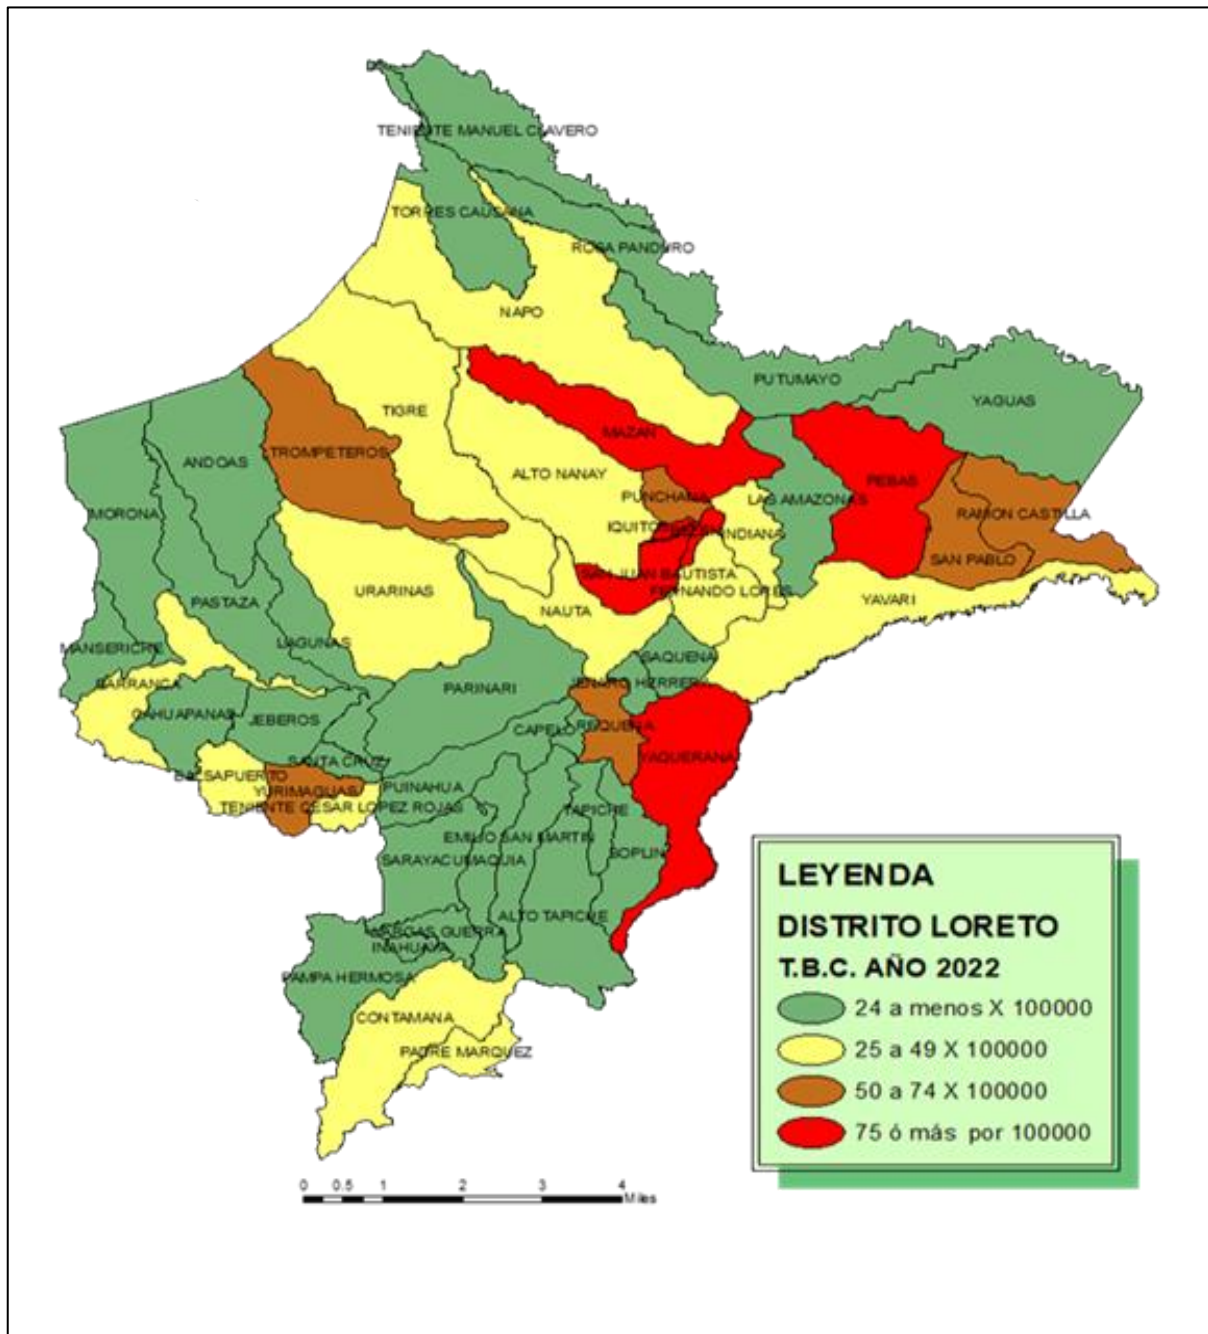 TENIENTE MANUEL CLAVERO
TORRES CAUSANA
ROSA PANDURO
NAPO
PUTUMAYO
YAGUAS
TIGRE
MAZAN
ANDOAS
TROMPETEROS
ALTO NANAY
PEBAS
PUNCHANA
LAS AMAZONAS
MORONA
RAMON CASTILLA
IQUITOS
INDIANA
SAN PABLO
SAN JUAN BAUTISTA
URARINAS
FERNANDO LORES
PASTAZA
NAUTA
YAVARI
LAGUNAS
MANSERICHE
SAQUENA
BARRANCA
PARINARI
JENARO HERRER
CAHUAPANAS
JEBEROS
CAPELO
REQUENA
SANTA CRUZ
YAQUERANA
BALSAPUERTO
YURIMAGUAS
PUINAHUA
TENIENTE CESAR LOPEZ ROJAS
TAPICHE
EMILIO SAN MARTIN
SOPLIN
SARAYACU
MAQUIA
ALTO TAPICHE
VARGAS GUERRA
INAHUAYA
PAMPA HERMOSA
CONTAMANA
PADRE MARQUEZ
LEYENDA
DISTRITO LORETO
T.B.C. AÑO 2022
24 a menos X 100000
25 a 49 X 100000
50 a 74 X 100000
75 ó más por 100000
0 0.5 1 2 3 4
Miles